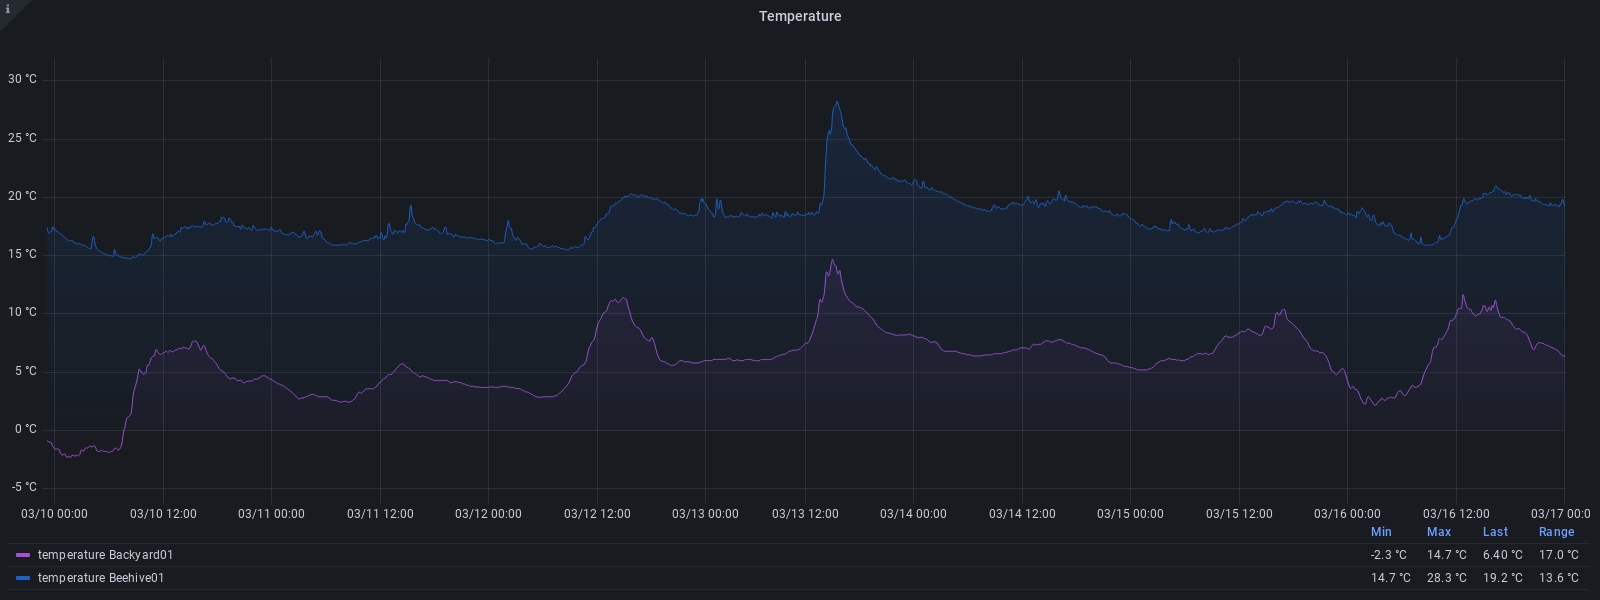 i
Temperature
30 °C
25 °C
20 °C
15 °C
10 °C
5 °C
0 °C
-5 °C
03/10 00:00 03/10 12:00 03/11 00:00 03/11 12:00 03/12 00:00 03/12 12:00 03/13 00:00 03/13 12:00 03/14 00:00 03/14 12:00 03/15 00:00 03/15 12:00 03/16 00:00 03/16 12:00 03/17 00:0
Min Max Last Range
temperature Backyard01 -2.3 °C 14.7 °C 6.40 °C 17.0 °C
temperature Beehive01 14.7 °C 28.3 °C 19.2 °C 13.6 °C